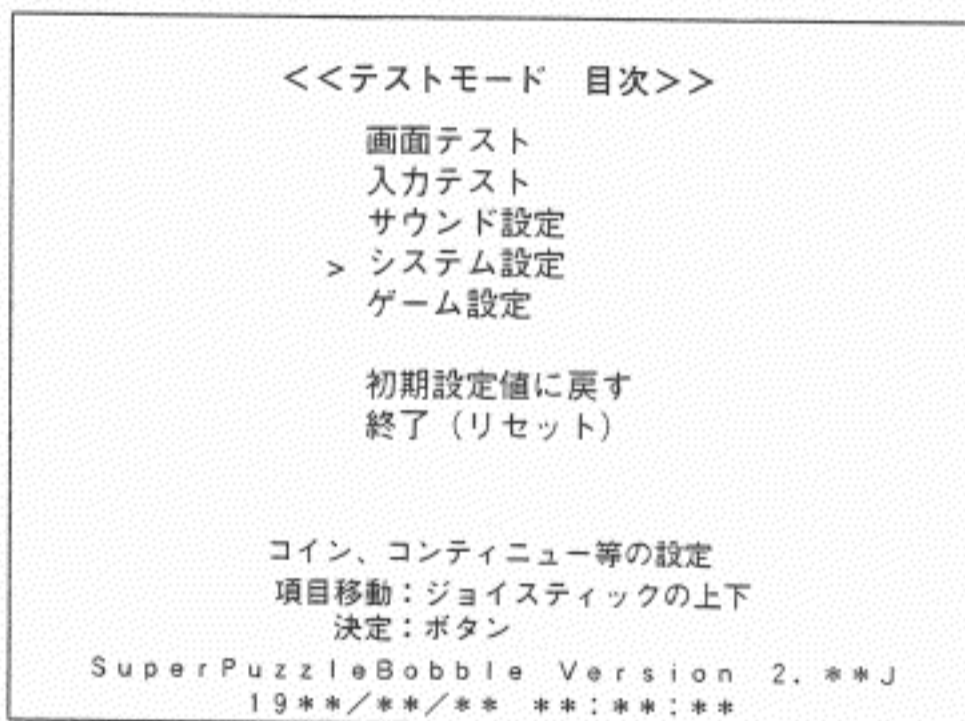 <<テストモード　目次>>
画面テスト
入力テスト
サウンド設定
> システム設定
ゲーム設定
初期設定値に戻す
終了（リセット）
コイン、コンティニュー等の設定
項目移動：ジョイスティックの上下
決定：ボタン
SuperPuzzleBobble Version 2.**J
19**/**/** **:**:**